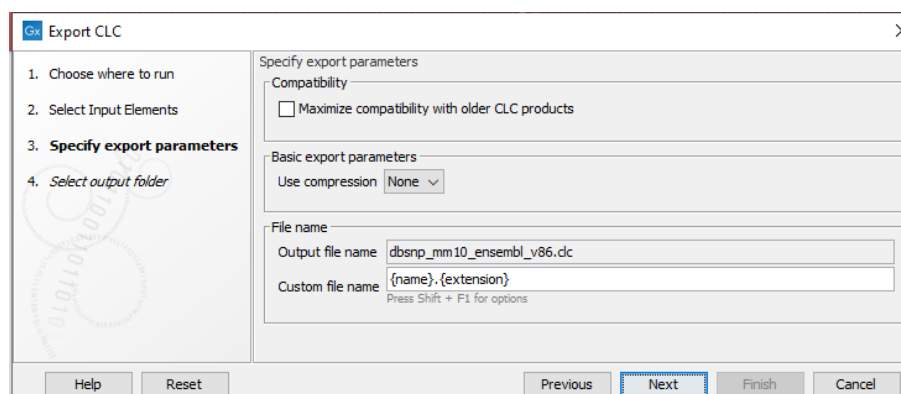 Gx Export CLC
1. Choose where to run
2. Select Input Elements
3. Specify export parameters
4. Select output folder
Specify export parameters
Compatibility
Maximize compatibility with older CLC products
Basic export parameters
Use compression None
File name
Output file name dbsnp_mm10_ensembl_v86.clc
Custom file name {name}.{extension}
Press Shift + F1 for options
Help Reset Previous Next Finish Cancel